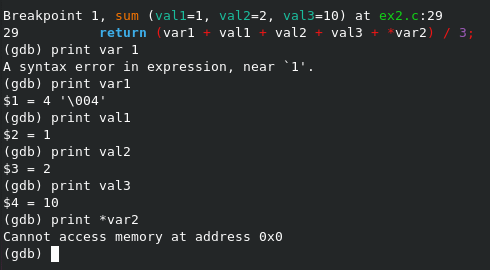 Breakpoint 1, sum (val1=1, val2=2, val3=10) at ex2.c:29
29          return (var1 + val1 + val2 + val3 + *var2) / 3;
(gdb) print var 1
A syntax error in expression, near `1'.
(gdb) print var1
$1 = 4 '\004'
(gdb) print val1
$2 = 1
(gdb) print val2
$3 = 2
(gdb) print val3
$4 = 10
(gdb) print *var2
Cannot access memory at address 0x0
(gdb)